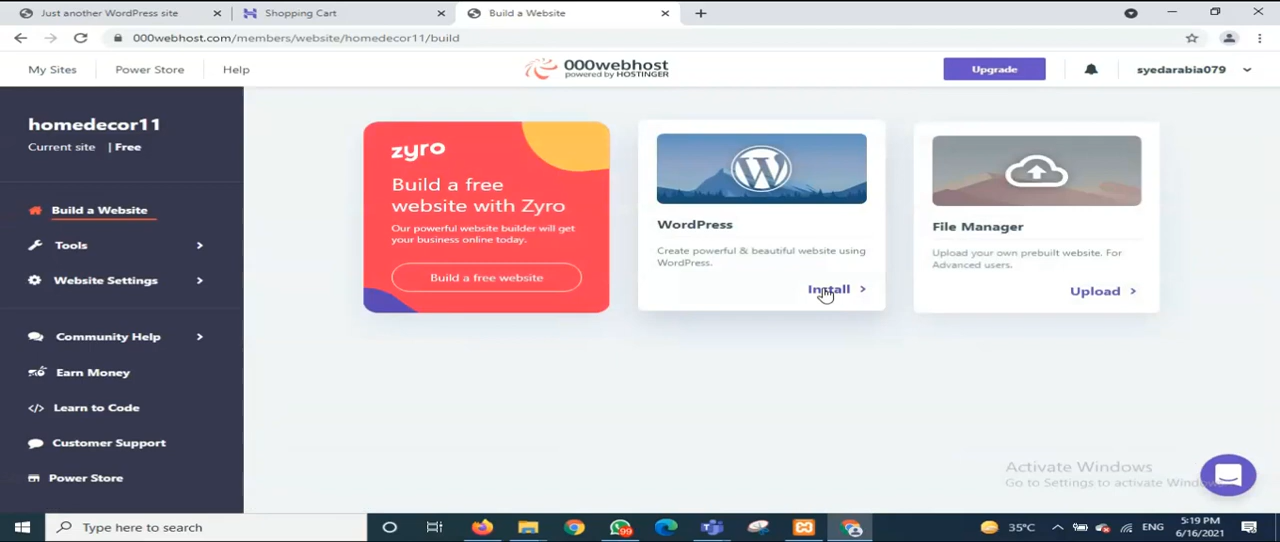 Just another WordPress site
Shopping Cart
Build a Website
000webhost.com/members/website/homedecor11/build
My Sites
Power Store
Help
000webhost
powered by HOSTINGER
Upgrade
syedarabia079
homedecor11
Current site | Free
Build a Website
Tools
Website Settings
Community Help
Earn Money
Learn to Code
Customer Support
Power Store
zyro
Build a free
website with Zyro
Our powerful website builder will get
your business online today.
Build a free website
WordPress
Create powerful & beautiful website using
WordPress.
Install
File Manager
Upload your own prebuilt website. For
Advanced users.
Upload
Activate Windows
Go to Settings to activate Windows.
Type here to search
99
35°C
ENG
5:19 PM
6/16/2021